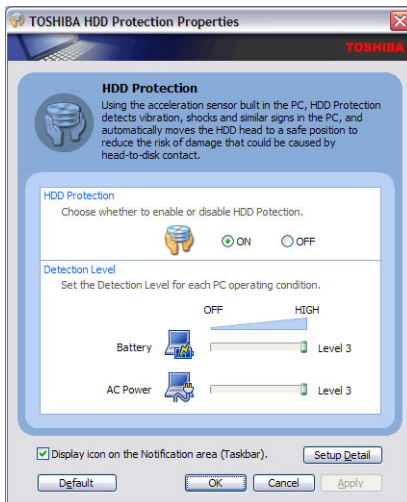 TOSHIBA HDD Protection Properties
TOSHIBA
HDD Protection
Using the acceleration sensor built in the PC, HDD Protection
detects vibration, shocks and similar signs in the PC, and
automatically moves the HDD head to a safe position to
reduce the risk of damage that could be caused by
head-to-disk contact.
HDD Protection
Choose whether to enable or disable HDD Potection.
ON OFF
Detection Level
Set the Detection Level for each PC operating condition.
OFF HIGH
Battery Level 3
AC Power Level 3
Display icon on the Notification area (Taskbar). Setup Detail
Default OK Cancel Apply